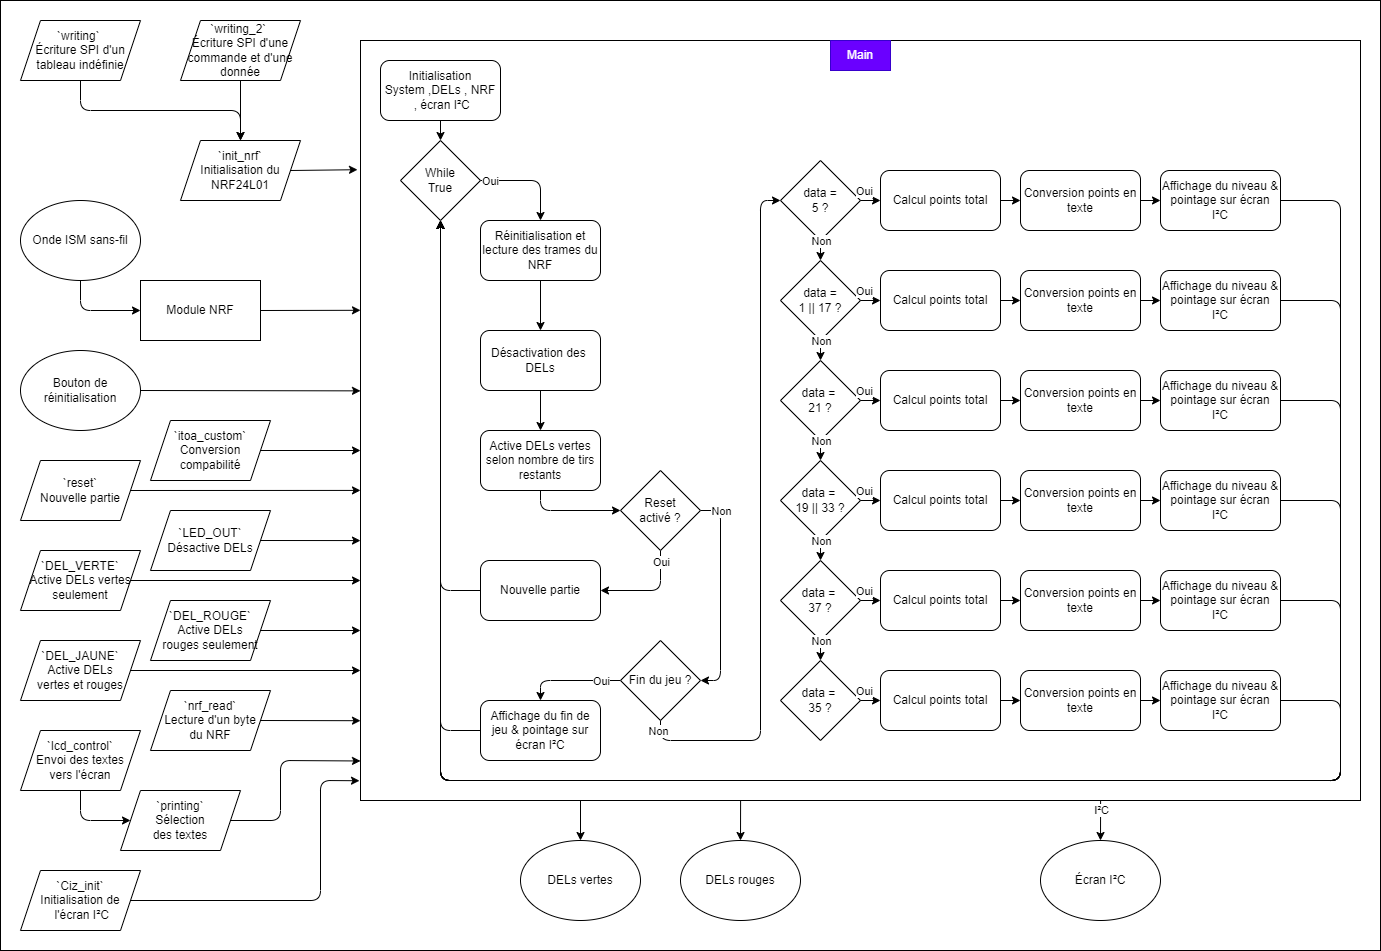 `writing`
Écriture SPI d'un
tableau indéfinie
`writing_2`
Écriture SPI d'une
commande et d'une
donnée
`init_nrf`
Initialisation du
NRF24L01
Onde ISM sans-fil
Module NRF
Bouton de
réinitialisation
`itoa_custom`
Conversion
compabilité
`reset`
Nouvelle partie
`LED_OUT`
Désactive DELs
`DEL_VERTE`
Active DELs vertes
seulement
`DEL_ROUGE`
Active DELs
rouges seulement
`DEL_JAUNE`
Active DELs
vertes et rouges
`nrf_read`
Lecture d'un byte
du NRF
`lcd_control`
Envoi des textes
vers l'écran
`printing`
Sélection
des textes
`Ciz_init`
Initialisation de
l'écran I²C
Main
Initialisation
System ,DELs , NRF
, écran I²C
While
True
Oui
Réinitialisation et
lecture des trames du
NRF
Désactivation des
DELs
Active DELs vertes
selon nombre de tirs
restants
Reset
activé ?
Non
Oui
Nouvelle partie
Fin du jeu ?
Oui
Non
Affichage du fin de
jeu & pointage sur
écran I²C
data =
5 ?
Oui
Calcul points total
Conversion points en
texte
Affichage du niveau &
pointage sur écran
I²C
Non
data =
1 || 17 ?
Oui
Calcul points total
Conversion points en
texte
Affichage du niveau &
pointage sur écran
I²C
Non
data =
21 ?
Oui
Calcul points total
Conversion points en
texte
Affichage du niveau &
pointage sur écran
I²C
Non
data =
19 || 33 ?
Oui
Calcul points total
Conversion points en
texte
Affichage du niveau &
pointage sur écran
I²C
Non
data =
37 ?
Oui
Calcul points total
Conversion points en
texte
Affichage du niveau &
pointage sur écran
I²C
Non
data =
35 ?
Oui
Calcul points total
Conversion points en
texte
Affichage du niveau &
pointage sur écran
I²C
I²C
DELs vertes
DELs rouges
Écran I²C